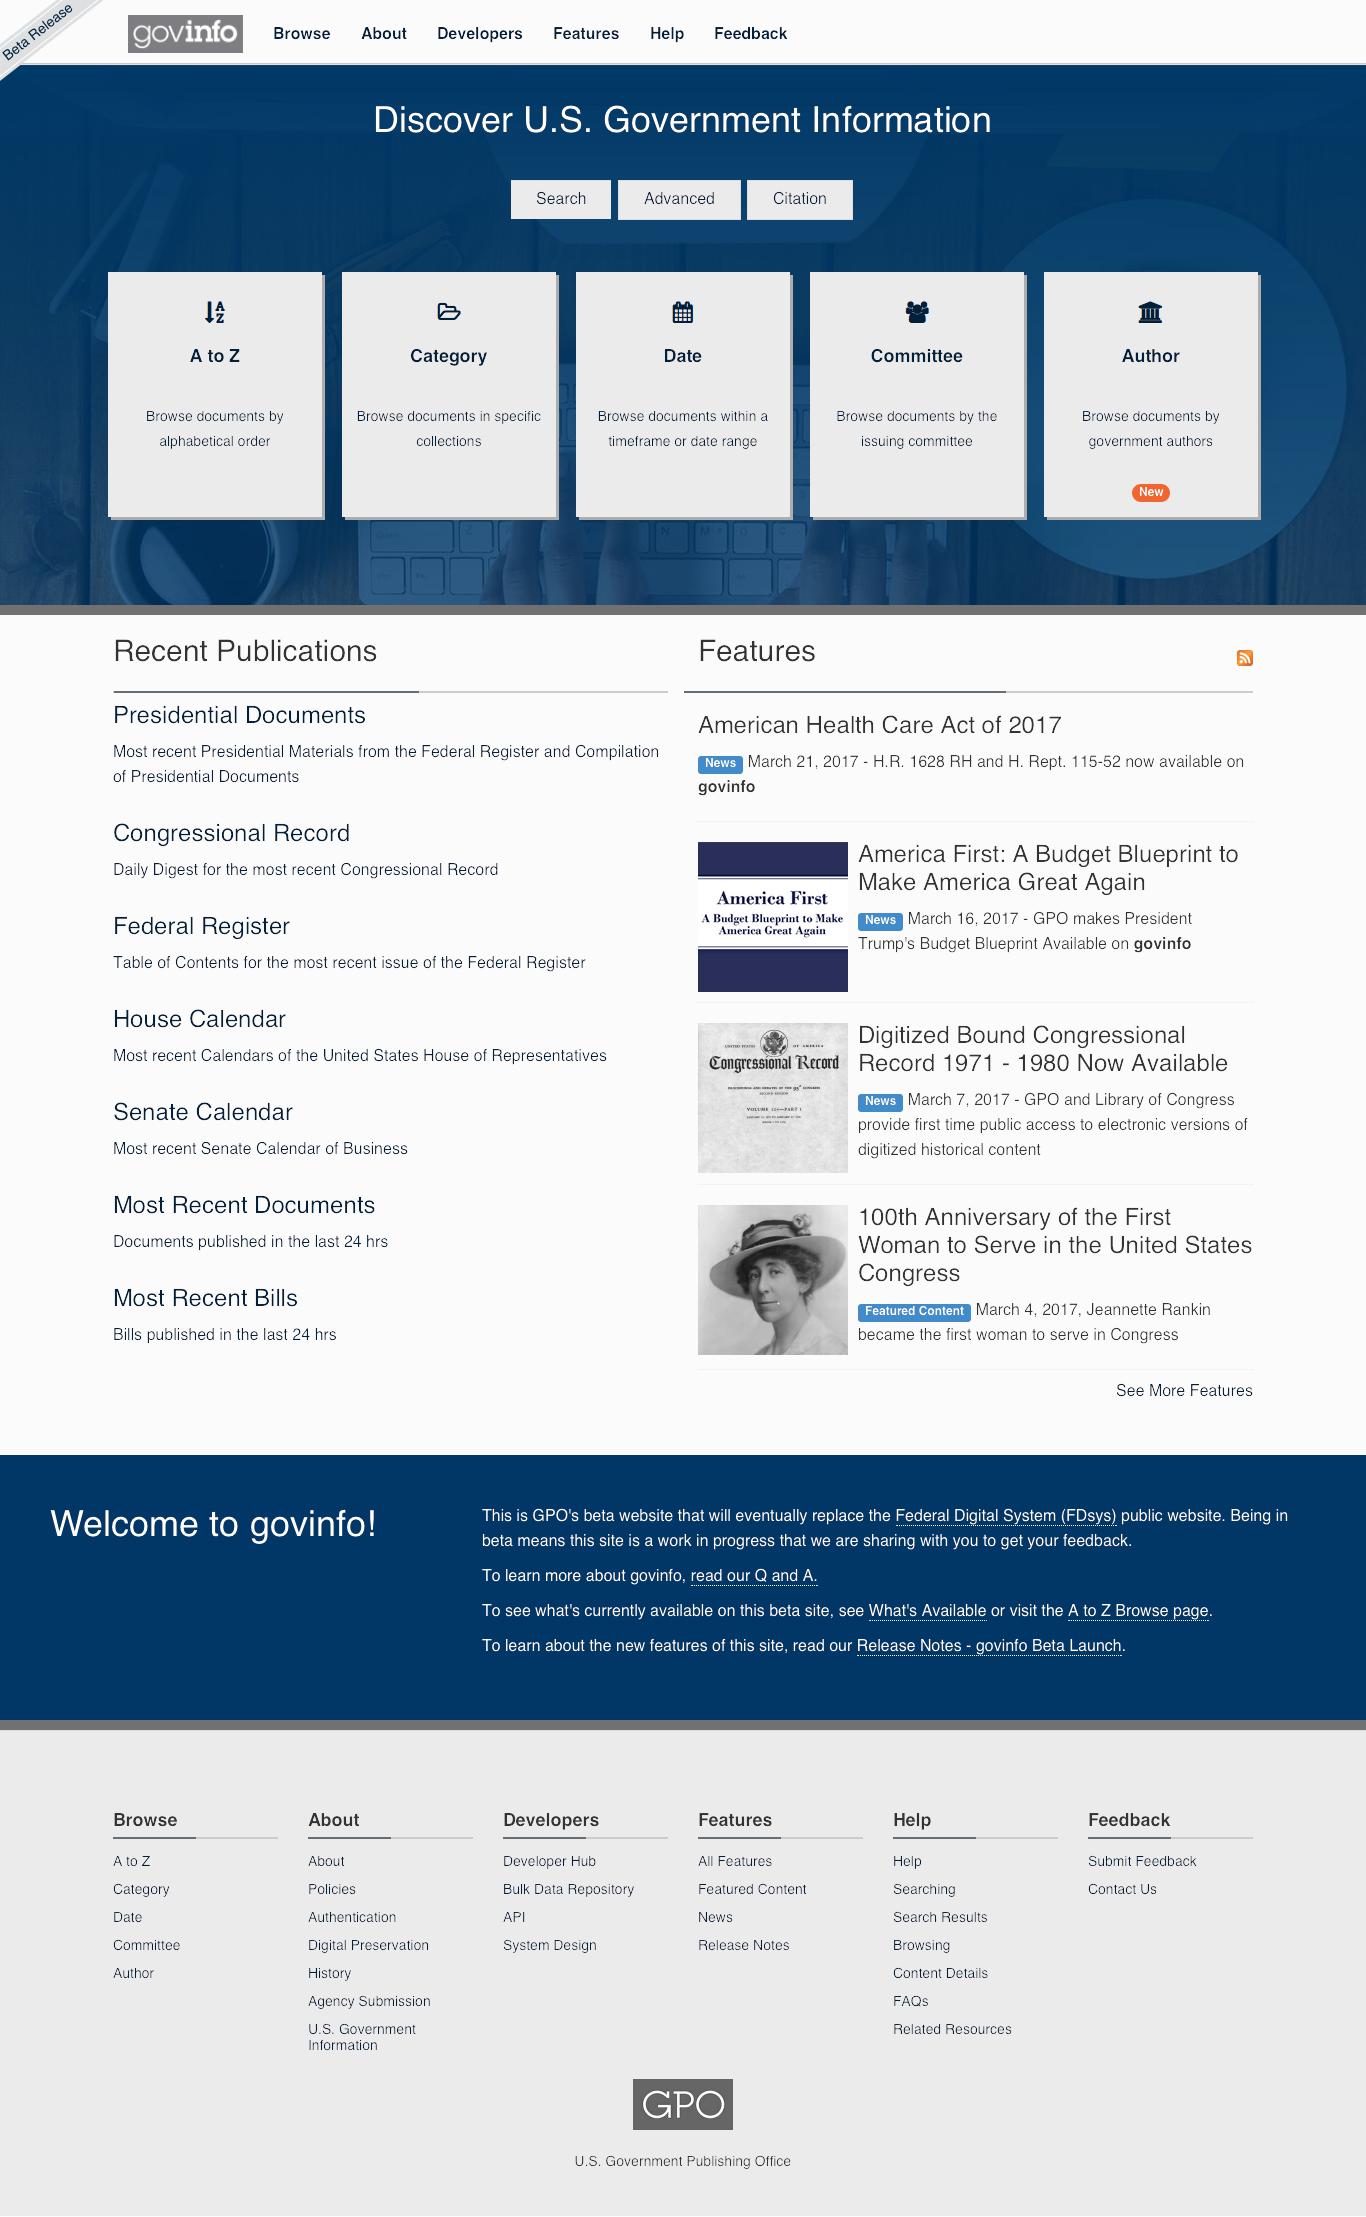 Beta Release
govinfo
Browse About Developers Features Help Feedback
Discover U.S. Government Information
Search Advanced Citation
A to Z
Browse documents by
alphabetical order
Category
Browse documents in specific
collections
Date
Browse documents within a
timeframe or date range
Committee
Browse documents by the
issuing committee
Author
Browse documents by
government authors
New
Recent Publications
Presidential Documents
Most recent Presidential Materials from the Federal Register and Compilation
of Presidential Documents
Congressional Record
Daily Digest for the most recent Congressional Record
Federal Register
Table of Contents for the most recent issue of the Federal Register
House Calendar
Most recent Calendars of the United States House of Representatives
Senate Calendar
Most recent Senate Calendar of Business
Most Recent Documents
Documents published in the last 24 hrs
Most Recent Bills
Bills published in the last 24 hrs
Features
American Health Care Act of 2017
News March 21, 2017 - H.R. 1628 RH and H. Rept. 115-52 now available on
govinfo
America First
A Budget Blueprint to Make
America Great Again
America First: A Budget Blueprint to
Make America Great Again
News March 16, 2017 - GPO makes President
Trump's Budget Blueprint Available on govinfo
UNITED STATES OF AMERICA
Congressional Record
VOLUME 124—PART 1
Digitized Bound Congressional
Record 1971 - 1980 Now Available
News March 7, 2017 - GPO and Library of Congress
provide first time public access to electronic versions of
digitized historical content
100th Anniversary of the First
Woman to Serve in the United States
Congress
Featured Content March 4, 2017, Jeannette Rankin
became the first woman to serve in Congress
See More Features
Welcome to govinfo!
This is GPO's beta website that will eventually replace the Federal Digital System (FDsys) public website. Being in
beta means this site is a work in progress that we are sharing with you to get your feedback.
To learn more about govinfo, read our Q and A.
To see what's currently available on this beta site, see What's Available or visit the A to Z Browse page.
To learn about the new features of this site, read our Release Notes - govinfo Beta Launch.
Browse
A to Z
Category
Date
Committee
Author
About
About
Policies
Authentication
Digital Preservation
History
Agency Submission
U.S. Government
Information
Developers
Developer Hub
Bulk Data Repository
API
System Design
Features
All Features
Featured Content
News
Release Notes
Help
Help
Searching
Search Results
Browsing
Content Details
FAQs
Related Resources
Feedback
Submit Feedback
Contact Us
GPO
U.S. Government Publishing Office